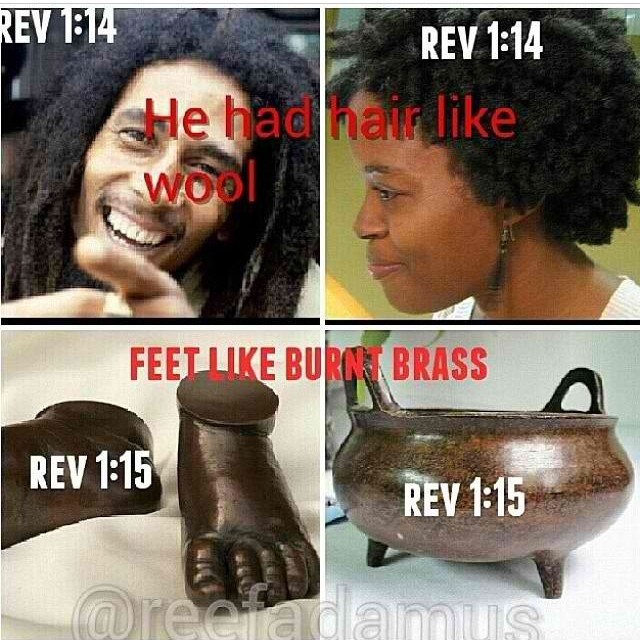 REV 1:14
REV 1:14
He had hair like
wool
FEET LIKE BURNT BRASS
REV 1:15
REV 1:15
@reefadamus